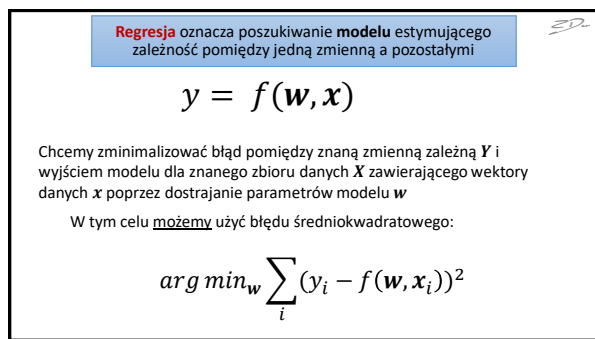 Regresja oznacza poszukiwanie modelu estymującego
zależność pomiędzy jedną zmienną a pozostałymi
y = f(w, x)
Chcemy zminimalizować błąd pomiędzy znaną zmienną zależną Y i
wyjściem modelu dla znanego zbioru danych X zawierającego wektory
danych x poprzez dostrajanie parametrów modelu w
W tym celu możemy użyć błędu średniokwadratowego:
arg min_w ∑_i (y_i − f(w, x_i))²